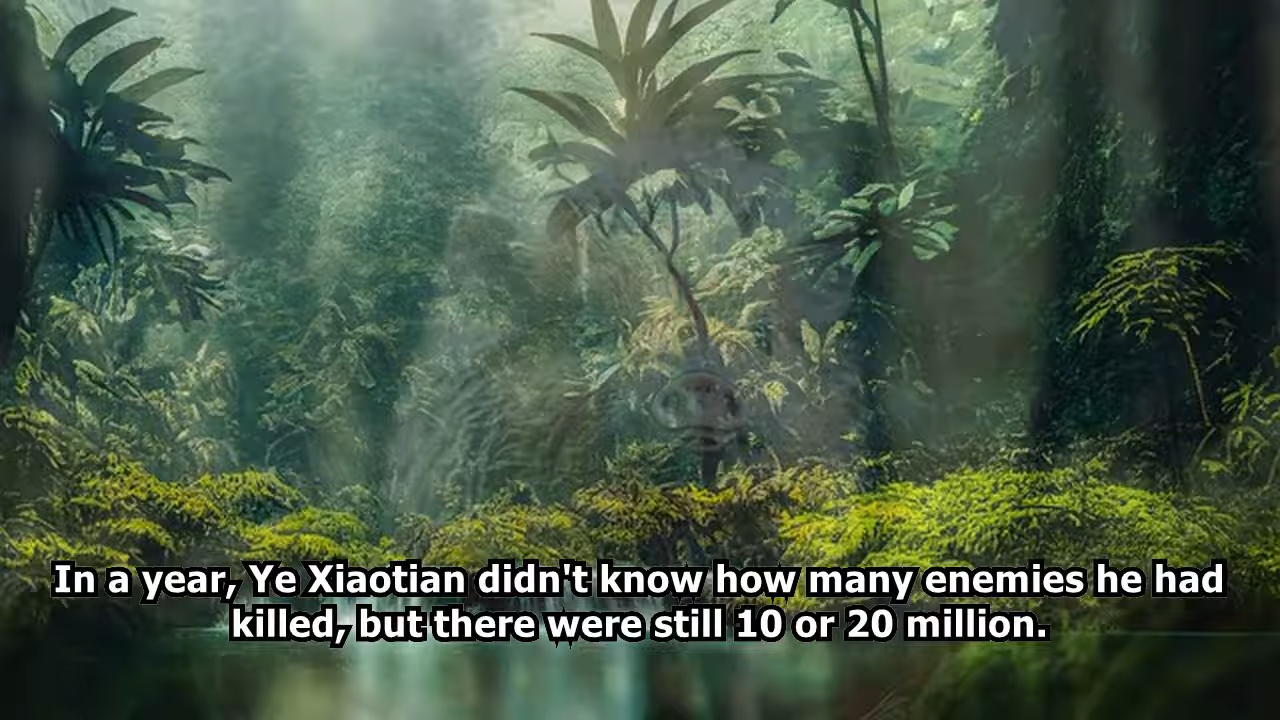 In a year, Ye Xiaotian didn't know how many enemies he had
killed, but there were still 10 or 20 million.